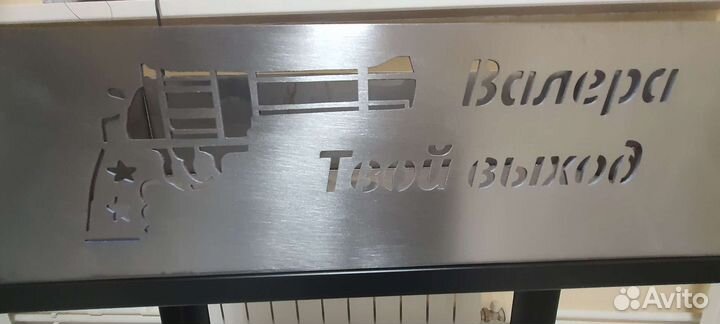 Валера
Твой выход
Avito